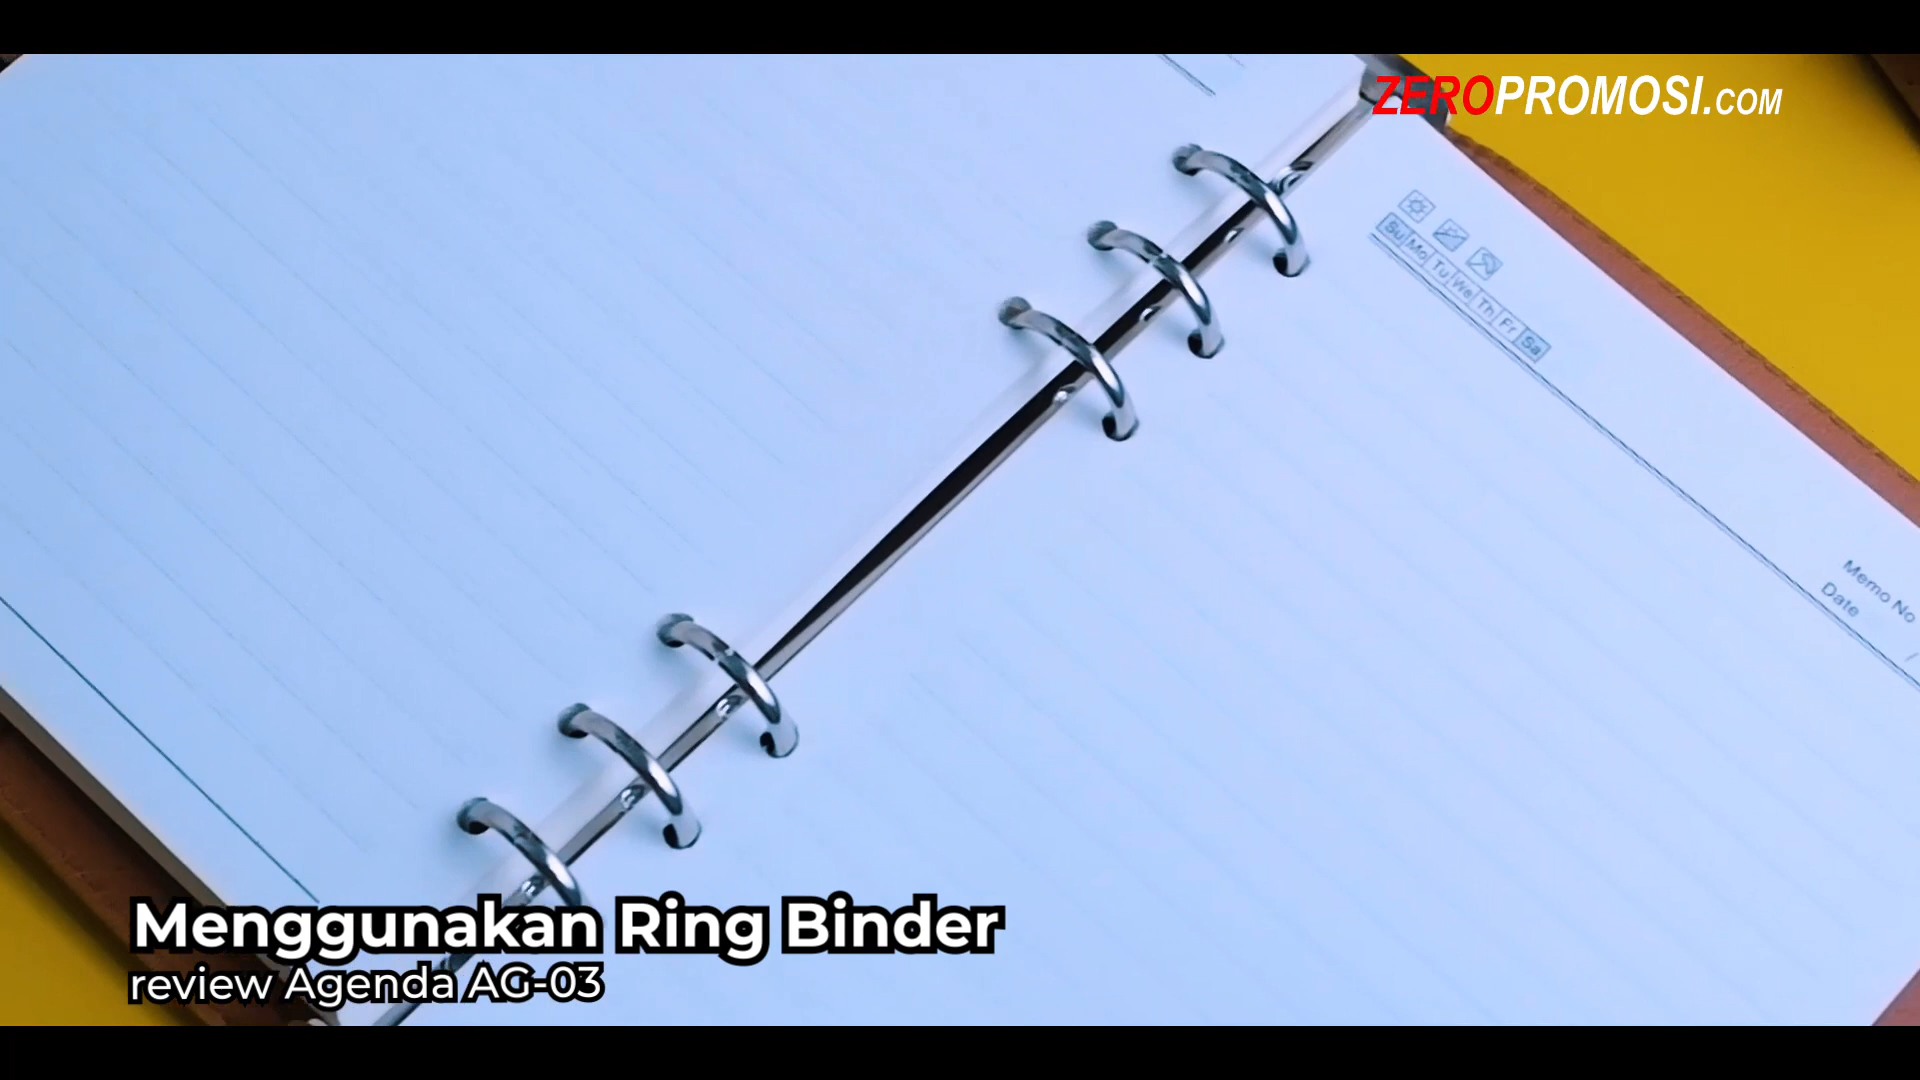 ZEROPROMOSI.COM
Su Mo Tu We Th Fr Sa
Memo No
Date /
Menggunakan Ring Binder
review Agenda AG-03